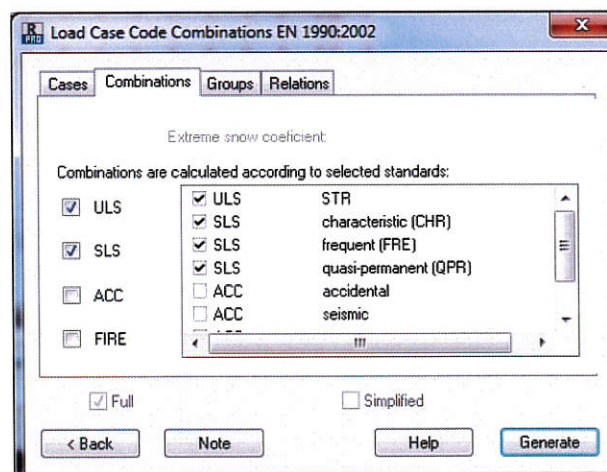 R PRO Load Case Code Combinations EN 1990:2002
Cases Combinations Groups Relations
Extreme snow coeficient:
Combinations are calculated according to selected standards:
ULS
SLS
ACC
FIRE
ULS STR
SLS characteristic (CHR)
SLS frequent (FRE)
SLS quasi-permanent (QPR)
ACC accidental
ACC seismic
Full Simplified
< Back Note Help Generate